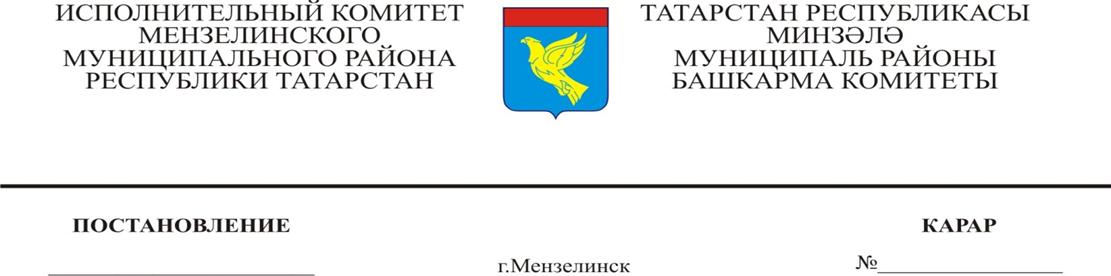 ИСПОЛНИТЕЛЬНЫЙ КОМИТЕТ
МЕНЗЕЛИНСКОГО
МУНИЦИПАЛЬНОГО РАЙОНА
РЕСПУБЛИКИ ТАТАРСТАН
ТАТАРСТАН РЕСПУБЛИКАСЫ
МИНЗӘЛӘ
МУНИЦИПАЛЬ РАЙОНЫ
БАШКАРМА КОМИТЕТЫ
ПОСТАНОВЛЕНИЕ
КАРАР
г.Мензелинск
№